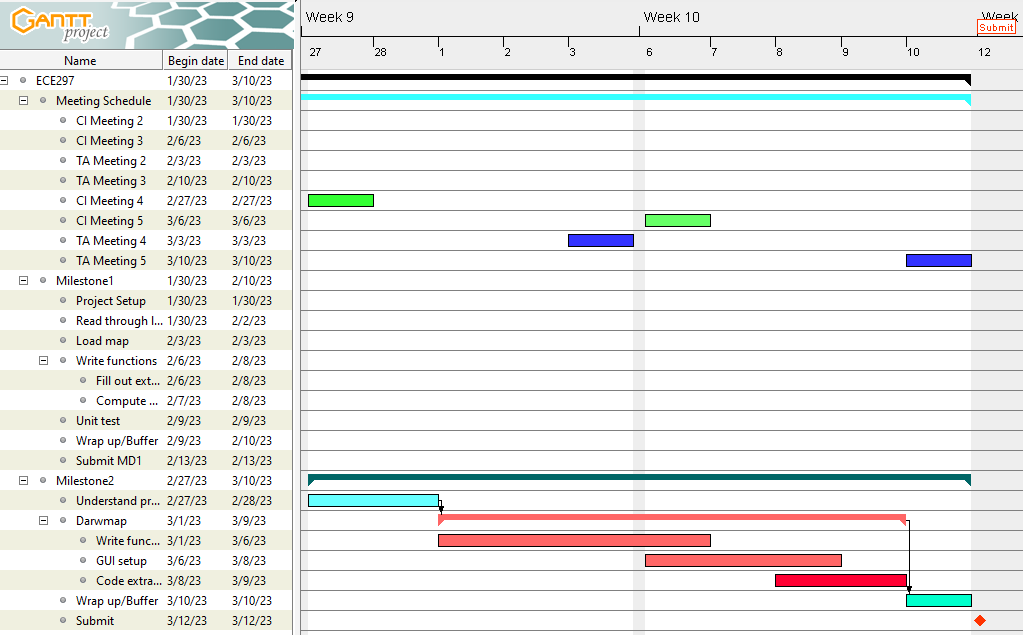 GANTT project
Week 9 Week 10 Week
Submit
27 28 1 2 3 6 7 8 9 10 12
Name Begin date End date
ECE297 1/30/23 3/10/23
Meeting Schedule 1/30/23 3/10/23
CI Meeting 2 1/30/23 1/30/23
CI Meeting 3 2/6/23 2/6/23
TA Meeting 2 2/3/23 2/3/23
TA Meeting 3 2/10/23 2/10/23
CI Meeting 4 2/27/23 2/27/23
CI Meeting 5 3/6/23 3/6/23
TA Meeting 4 3/3/23 3/3/23
TA Meeting 5 3/10/23 3/10/23
Milestone1 1/30/23 2/10/23
Project Setup 1/30/23 1/30/23
Read through l... 1/30/23 2/2/23
Load map 2/3/23 2/3/23
Write functions 2/6/23 2/8/23
Fill out ext... 2/6/23 2/8/23
Compute ... 2/7/23 2/8/23
Unit test 2/9/23 2/9/23
Wrap up/Buffer 2/9/23 2/10/23
Submit MD1 2/13/23 2/13/23
Milestone2 2/27/23 3/10/23
Understand pr... 2/27/23 2/28/23
Darwmap 3/1/23 3/9/23
Write func... 3/1/23 3/6/23
GUI setup 3/6/23 3/8/23
Code extra... 3/8/23 3/9/23
Wrap up/Buffer 3/10/23 3/10/23
Submit 3/12/23 3/12/23